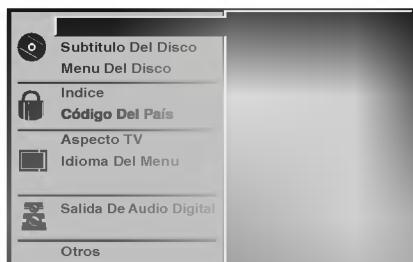 Subtitulo Del Disco
Menu Del Disco
Indice
Código Del País
Aspecto TV
Idioma Del Menu
Salida De Audio Digital
Otros